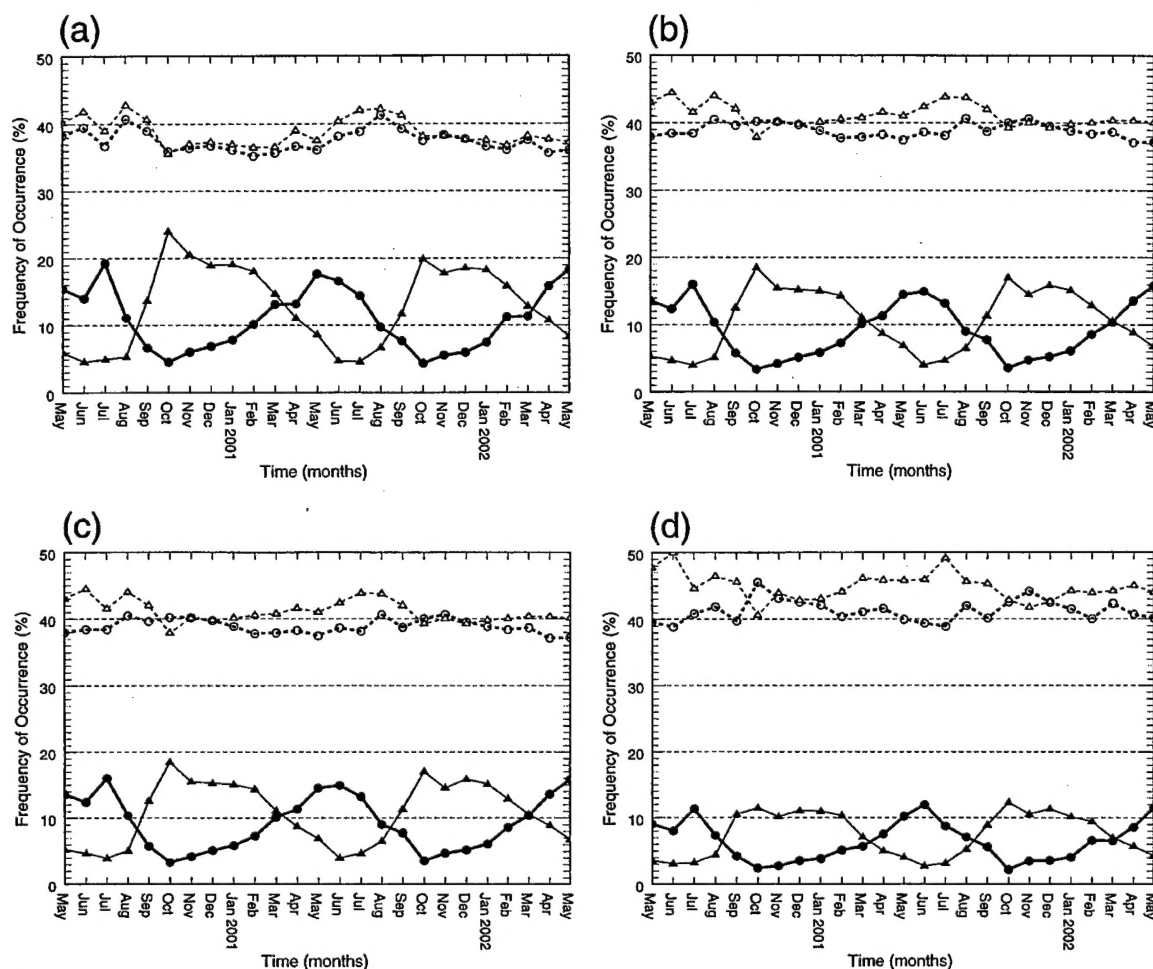 (a)
Frequency of Occurrence (%)
50
40
30
20
10
0
May Jun Jul Aug Sep Oct Nov Dec Jan 2001 Feb Mar Apr May Jun Jul Aug Sep Oct Nov Dec Jan 2002 Feb Mar Apr May
Time (months)
(b)
Frequency of Occurrence (%)
50
40
30
20
10
0
May Jun Jul Aug Sep Oct Nov Dec Jan 2001 Feb Mar Apr May Jun Jul Aug Sep Oct Nov Dec Jan 2002 Feb Mar Apr May
Time (months)
(c)
Frequency of Occurrence (%)
50
40
30
20
10
0
May Jun Jul Aug Sep Oct Nov Dec Jan 2001 Feb Mar Apr May Jun Jul Aug Sep Oct Nov Dec Jan 2002 Feb Mar Apr May
Time (months)
(d)
Frequency of Occurrence (%)
50
40
30
20
10
0
May Jun Jul Aug Sep Oct Nov Dec Jan 2001 Feb Mar Apr May Jun Jul Aug Sep Oct Nov Dec Jan 2002 Feb Mar Apr May
Time (months)